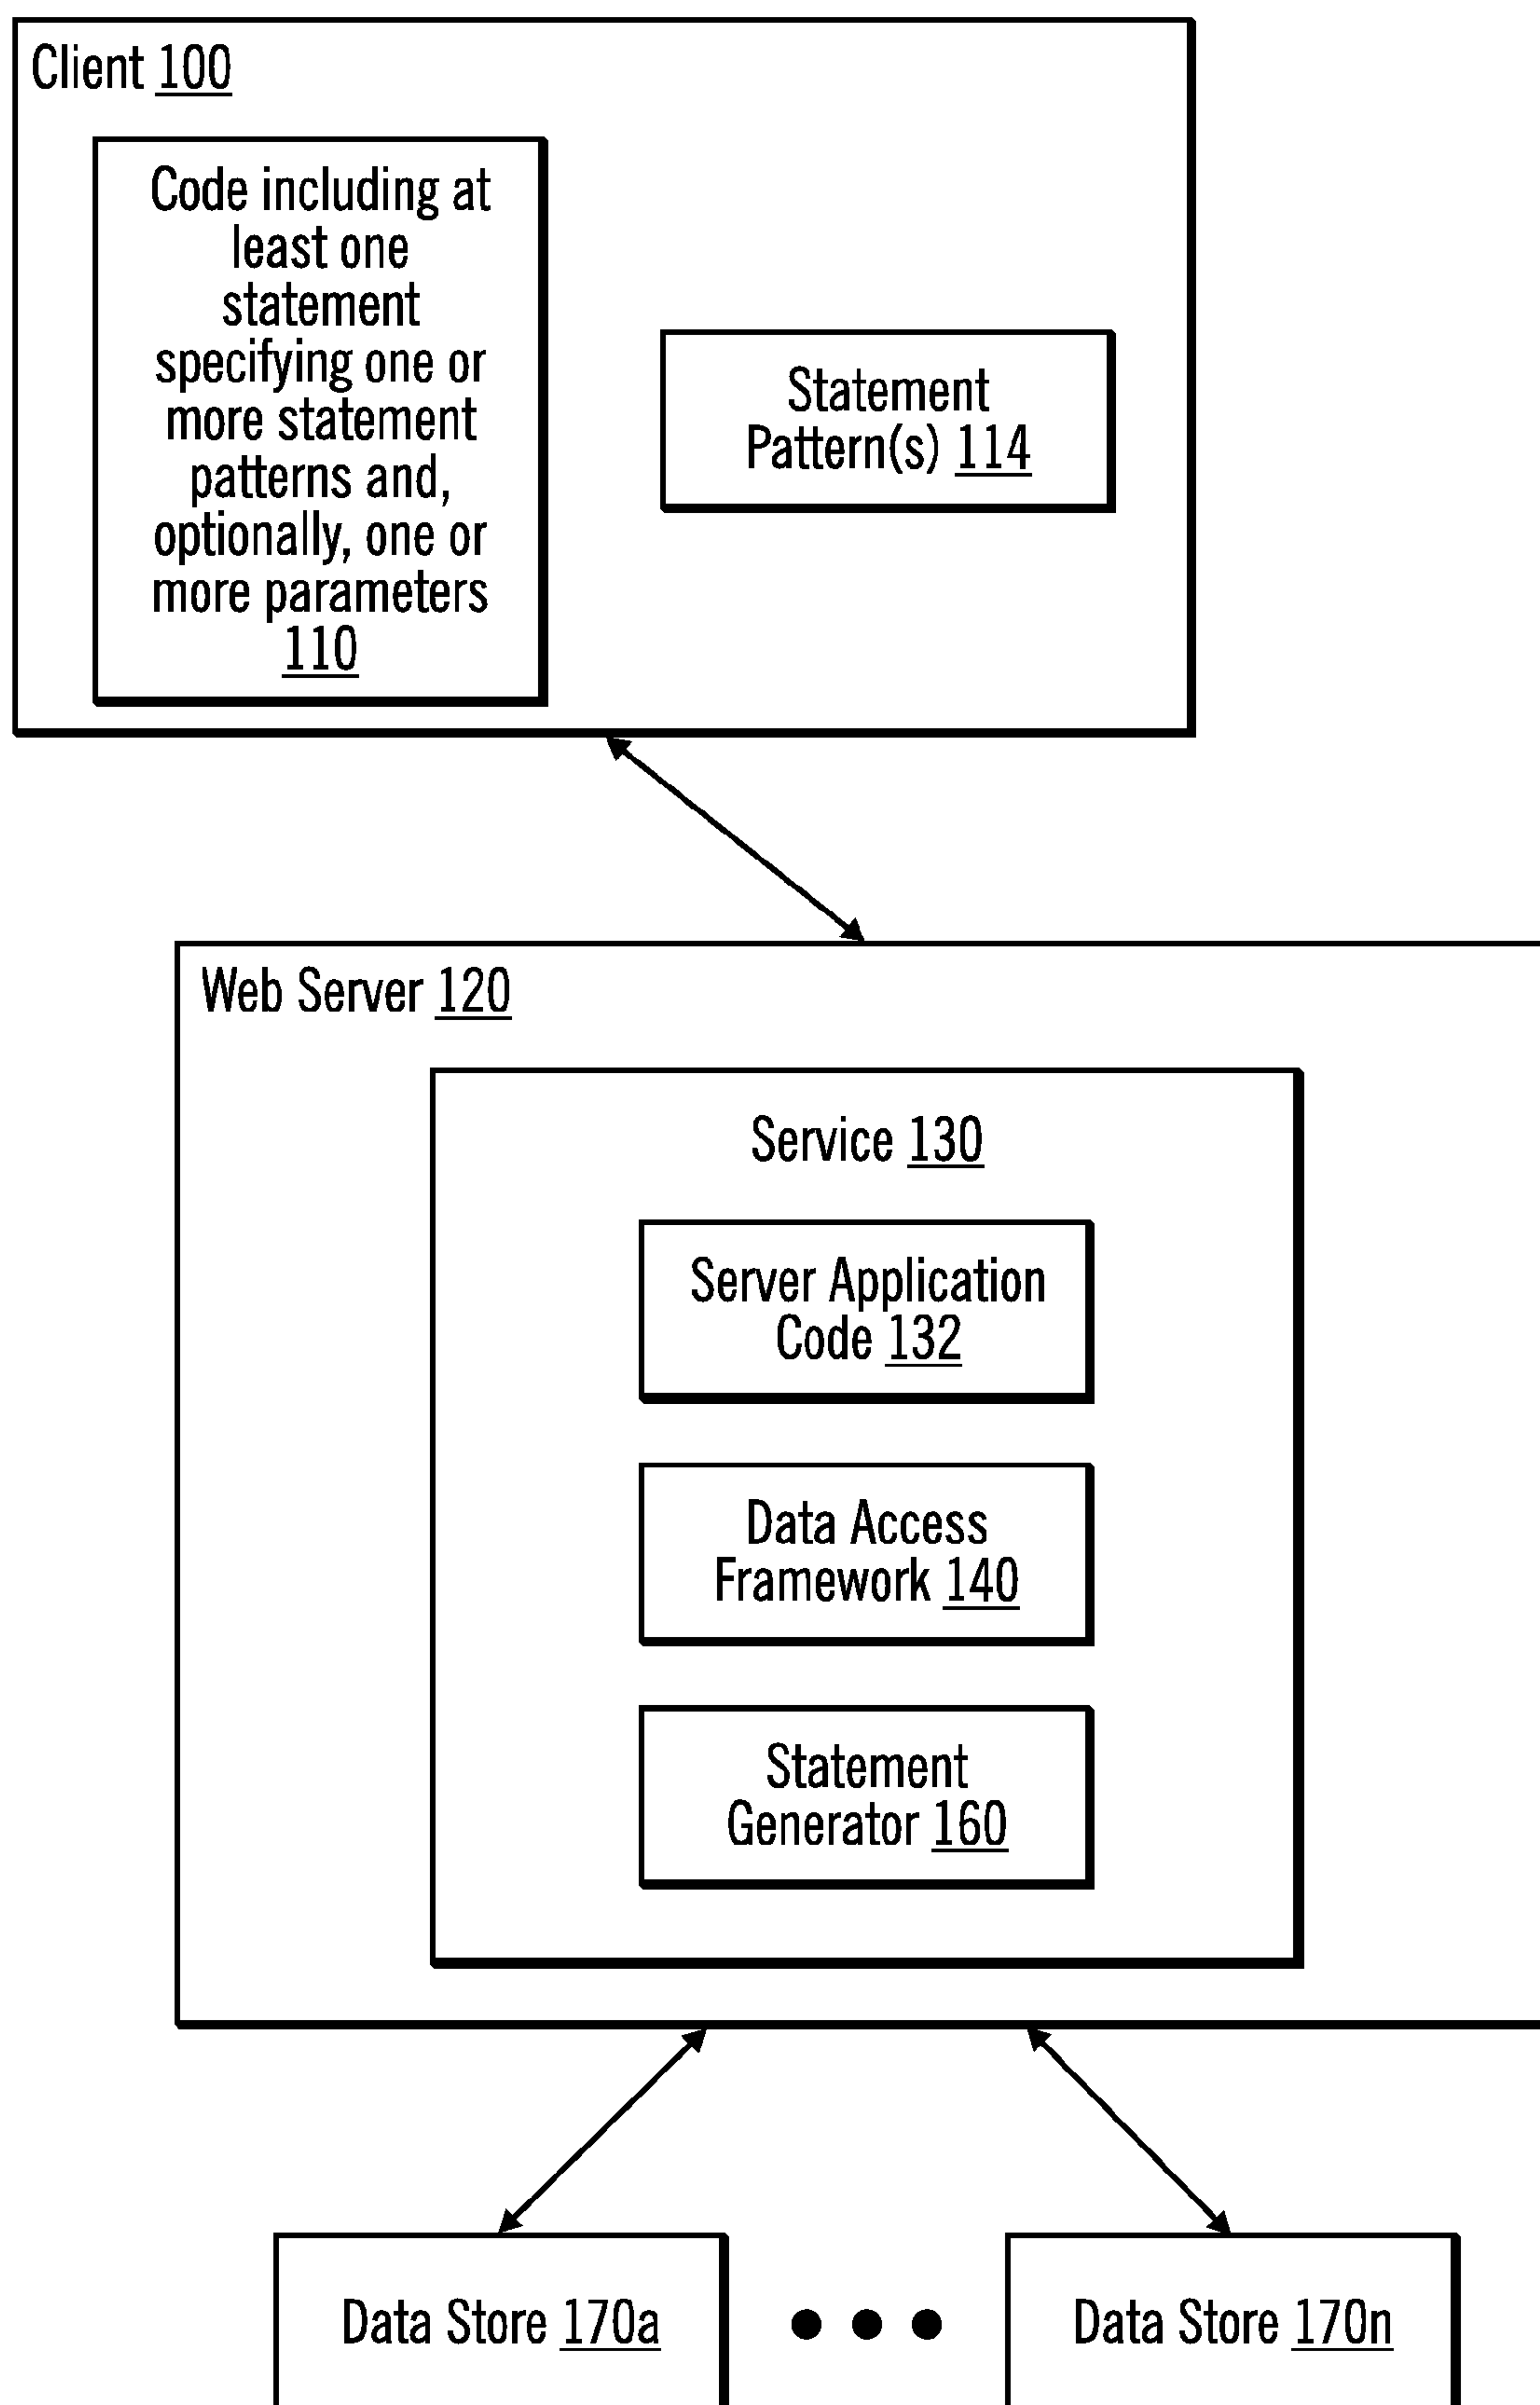 Client 100
Code including at
least one
statement
specifying one or
more statement
patterns and,
optionally, one or
more parameters
110
Statement
Pattern(s) 114
Web Server 120
Service 130
Server Application
Code 132
Data Access
Framework 140
Statement
Generator 160
Data Store 170a
Data Store 170n